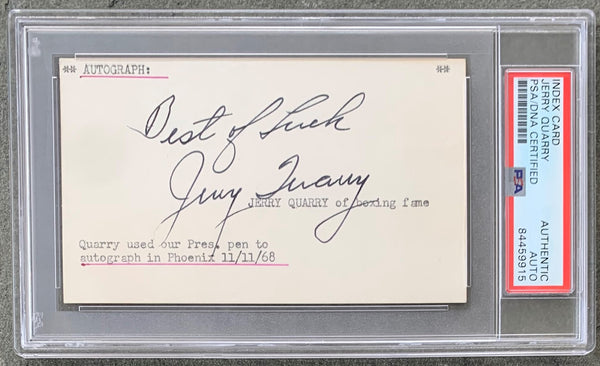 ** AUTOGRAPH: **
Best of Luck
Jerry Quarry
JERRY QUARRY of boxing fame
Quarry used our Pres. pen to
autograph in Phoenix 11/11/68
INDEX CARD
JERRY QUARRY
PSA/DNA CERTIFIED
PSA
AUTHENTIC
AUTO
84459915